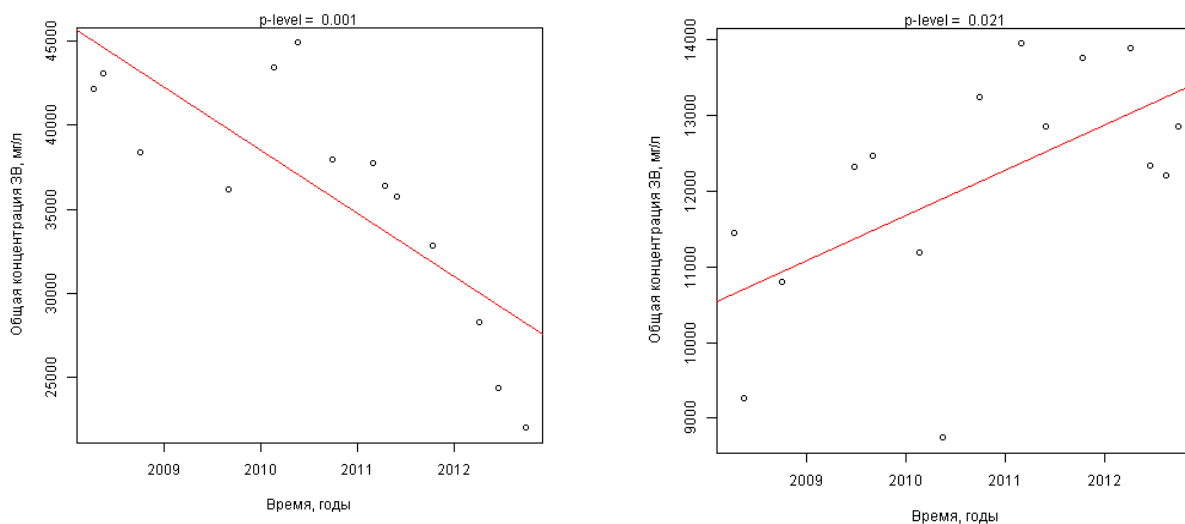 p-level = 0.001
45000
40000
35000
30000
25000
Общая концентрация ЗВ, мг/л
2009 2010 2011 2012
Время, годы
p-level = 0.021
14000
13000
12000
11000
10000
9000
Общая концентрация ЗВ, мг/л
2009 2010 2011 2012
Время, годы